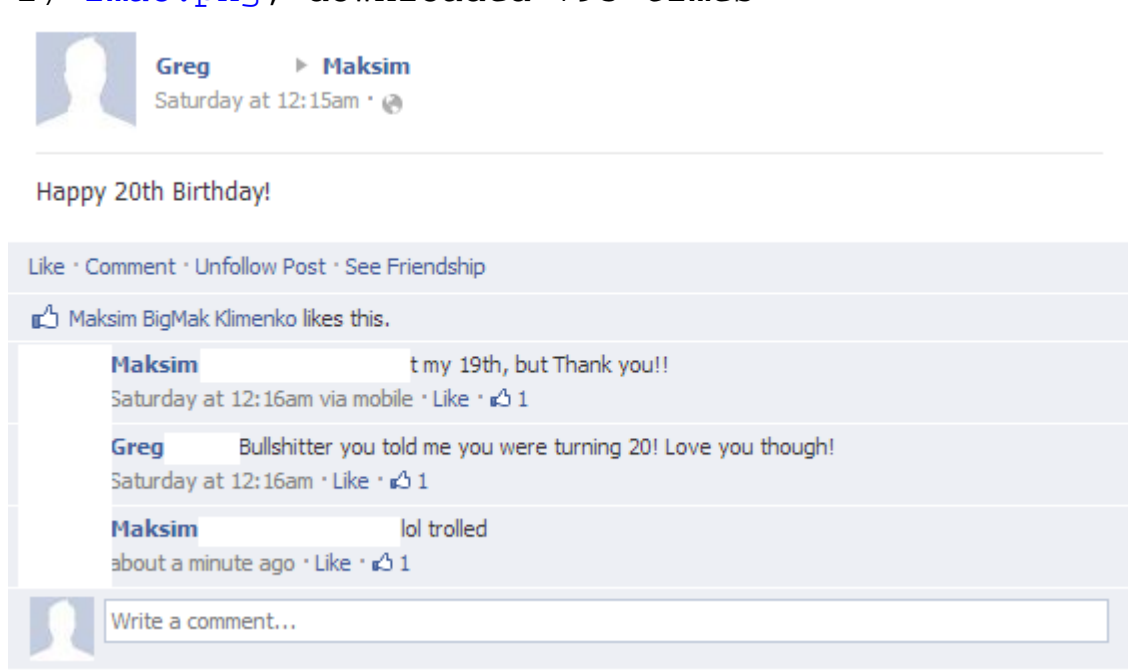 Greg Maksim
Saturday at 12:15am ·
Happy 20th Birthday!
Like · Comment · Unfollow Post · See Friendship
Maksim BigMak Klimenko likes this.
Maksim t my 19th, but Thank you!!
Saturday at 12:16am via mobile · Like · 1
Greg Bullshitter you told me you were turning 20! Love you though!
Saturday at 12:16am · Like · 1
Maksim lol trolled
about a minute ago · Like · 1
Write a comment...